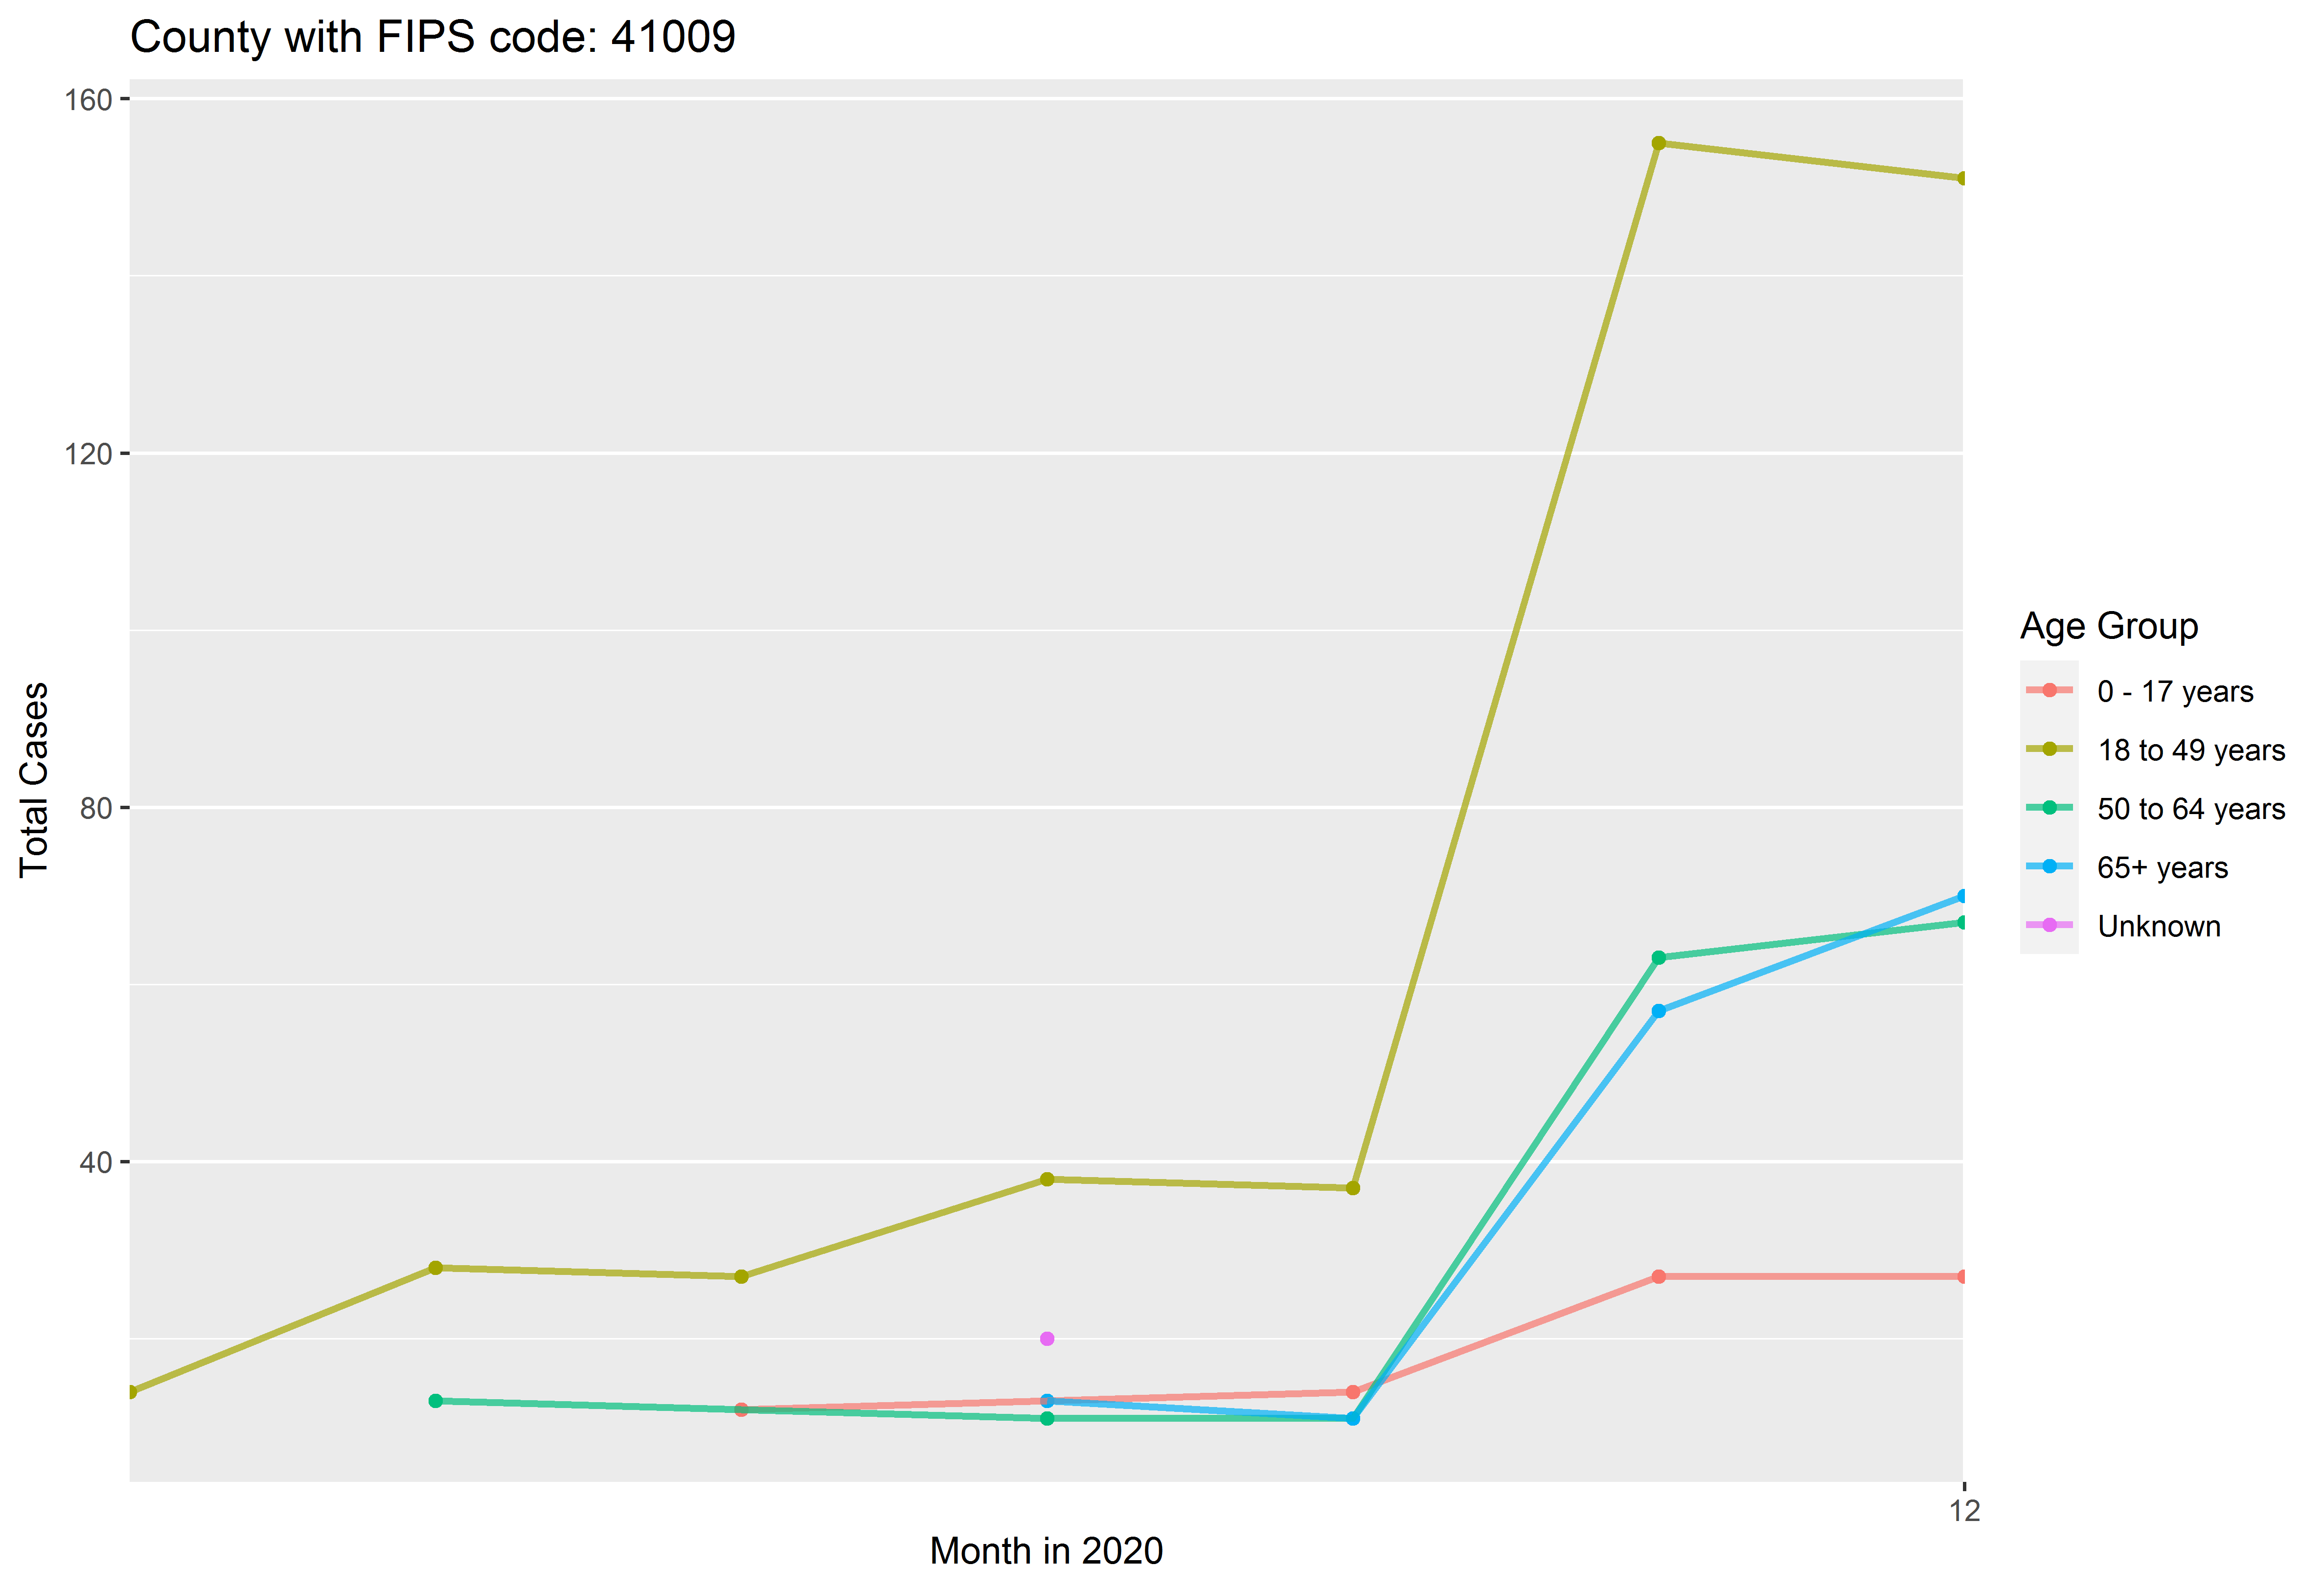 County with FIPS code: 41009
160
120
80
40
Total Cases
12
Month in 2020
Age Group
0 - 17 years
18 to 49 years
50 to 64 years
65+ years
Unknown